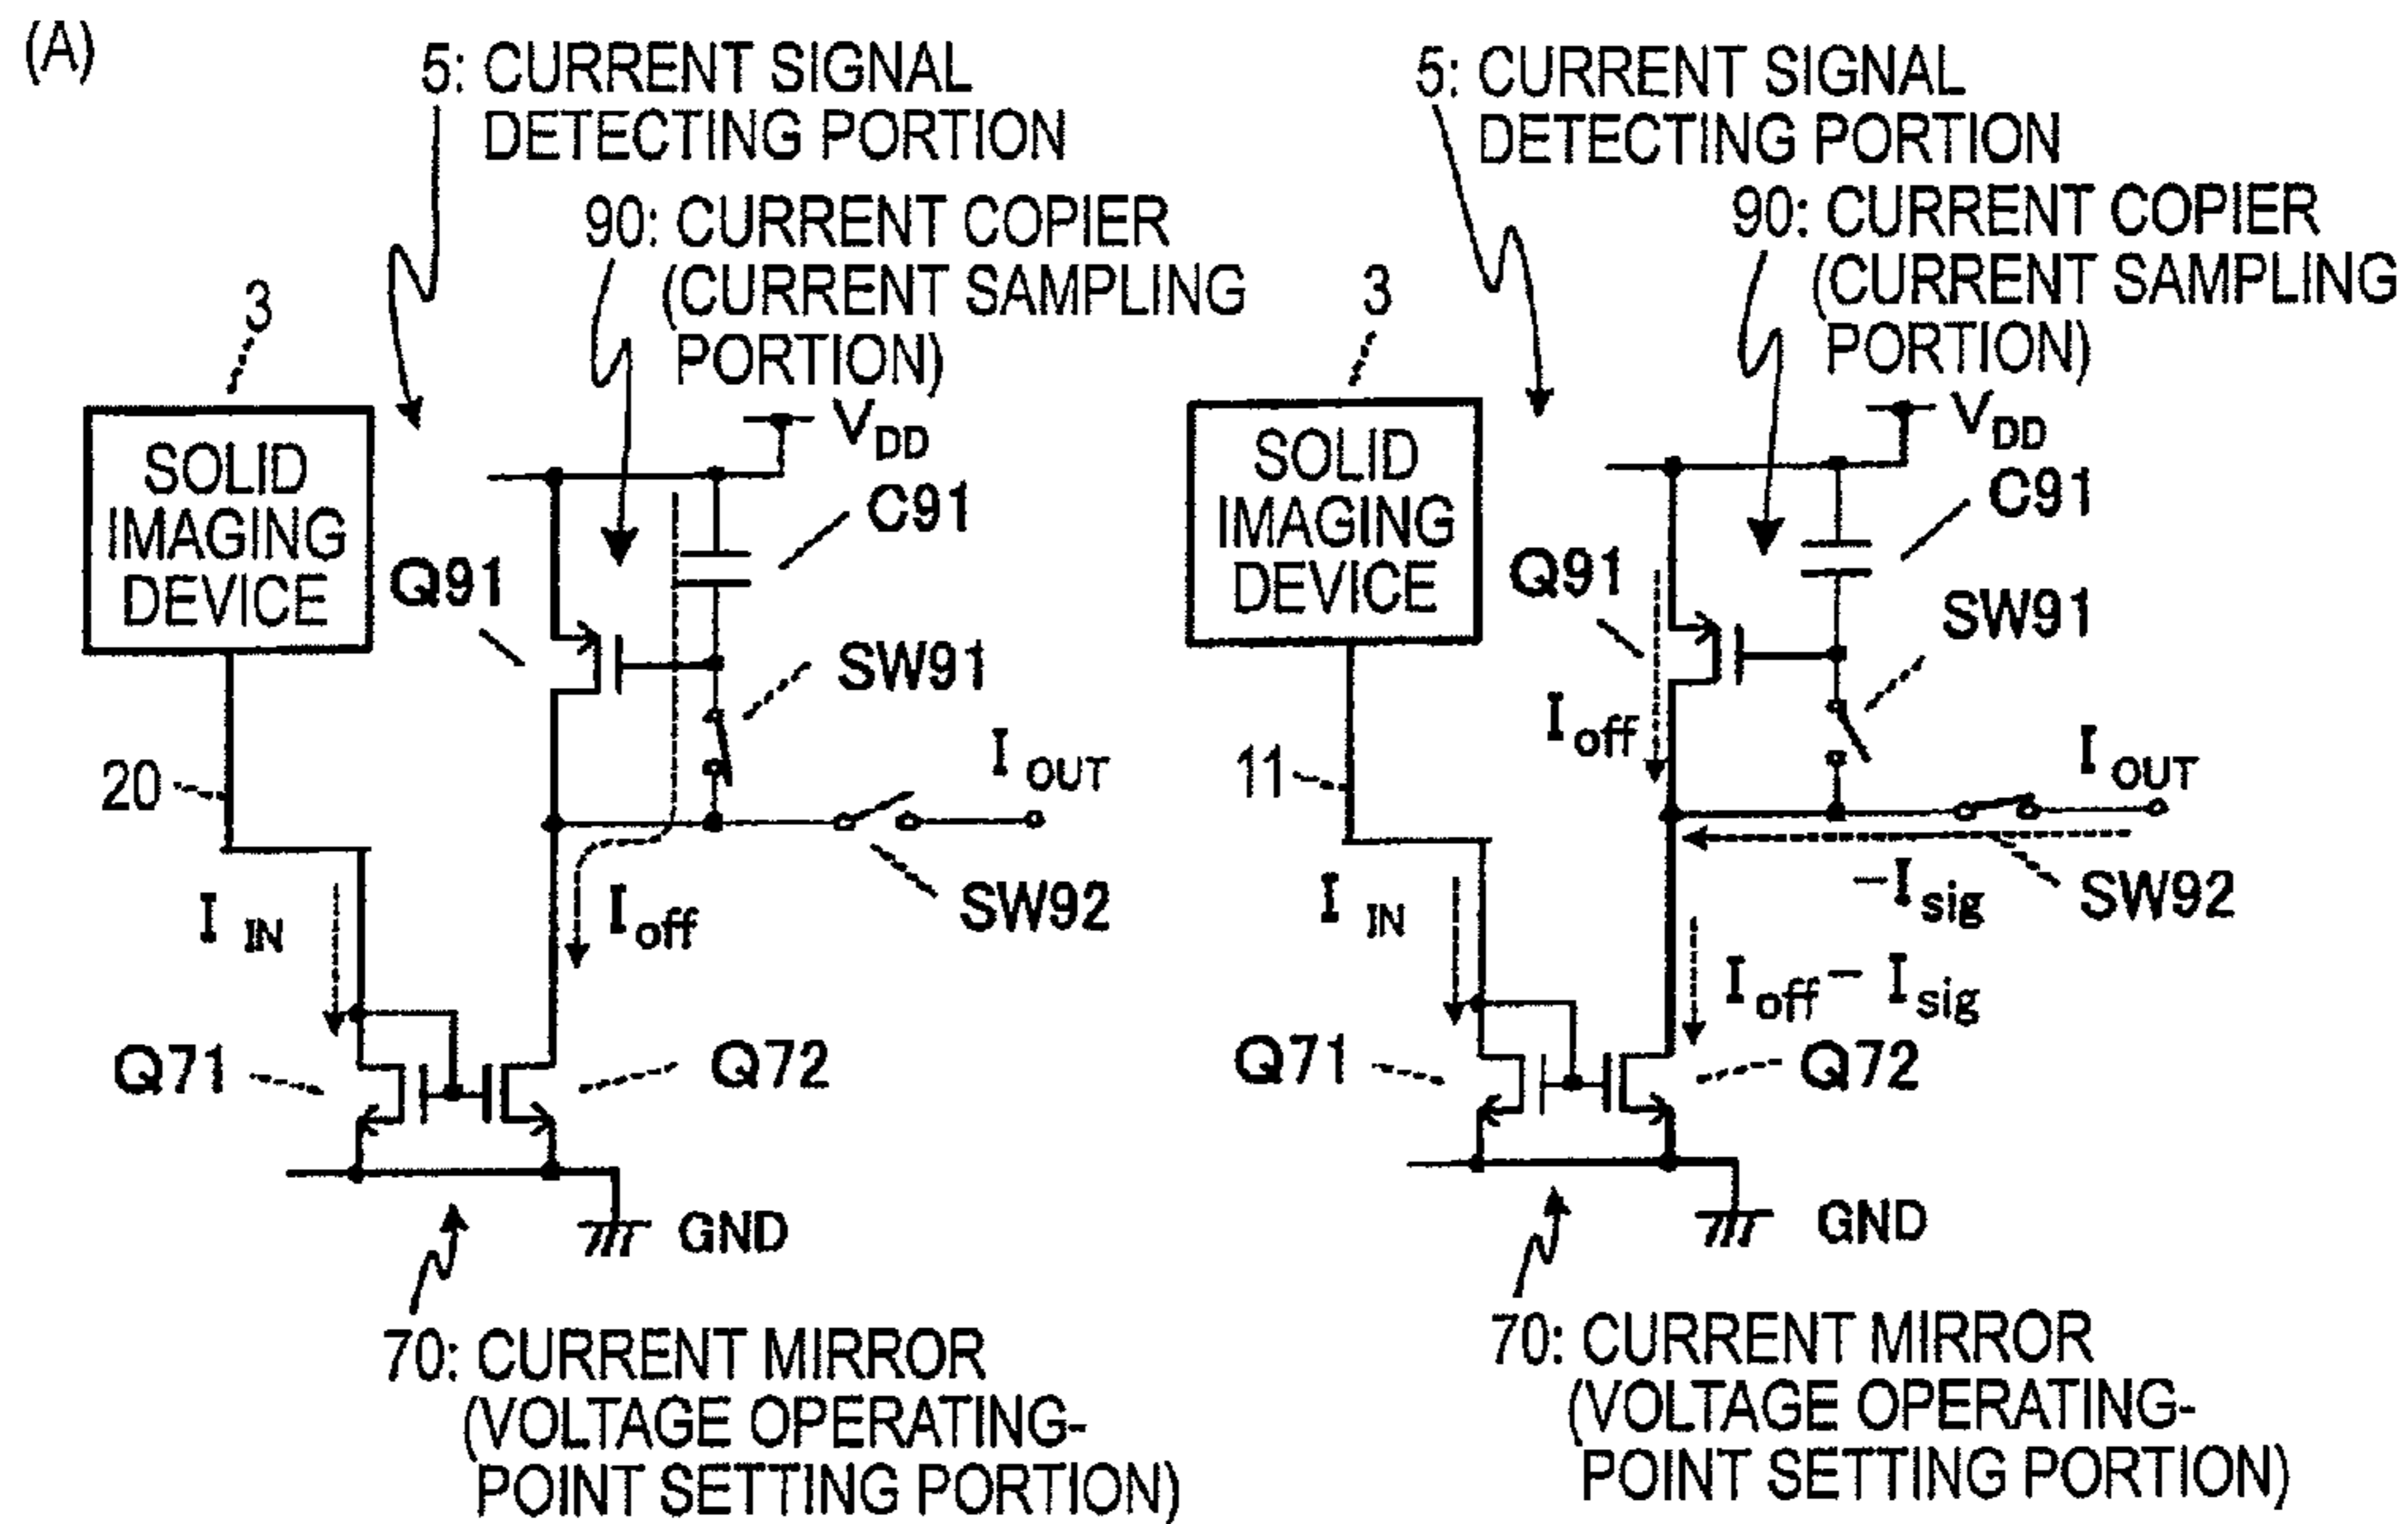 (A)
5: CURRENT SIGNAL
DETECTING PORTION
90: CURRENT COPIER
(CURRENT SAMPLING
PORTION)
3
SOLID
IMAGING
DEVICE
VDD
C91
Q91
SW91
20
IOUT
SW92
IIN
Ioff
Q71
Q72
GND
70: CURRENT MIRROR
(VOLTAGE OPERATING-
POINT SETTING PORTION)
5: CURRENT SIGNAL
DETECTING PORTION
90: CURRENT COPIER
(CURRENT SAMPLING
PORTION)
3
SOLID
IMAGING
DEVICE
VDD
C91
Q91
SW91
Ioff
11
IOUT
-Isig
SW92
IIN
Ioff - Isig
Q71
Q72
GND
70: CURRENT MIRROR
(VOLTAGE OPERATING-
POINT SETTING PORTION)